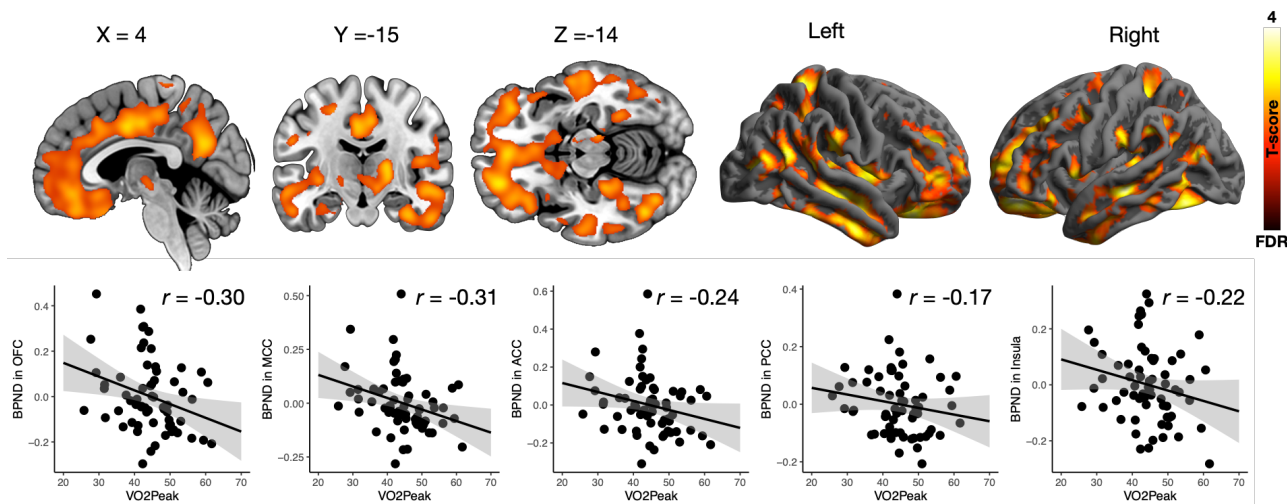 X = 4
Y =-15
Z =-14
Left
Right
4
T-score
FDR
r = -0.30
BPND in OFC
0.4
0.2
0.0
−0.2
20 30 40 50 60 70
VO2Peak
r = -0.31
BPND in MCC
0.50
0.25
0.00
−0.25
20 30 40 50 60 70
VO2Peak
r = -0.24
BPND in ACC
0.6
0.4
0.2
0.0
−0.2
20 30 40 50 60 70
VO2Peak
r = -0.17
BPND in PCC
0.4
0.2
0.0
−0.2
20 30 40 50 60 70
VO2Peak
r = -0.22
BPND in Insula
0.2
0.0
−0.2
20 30 40 50 60 70
VO2Peak